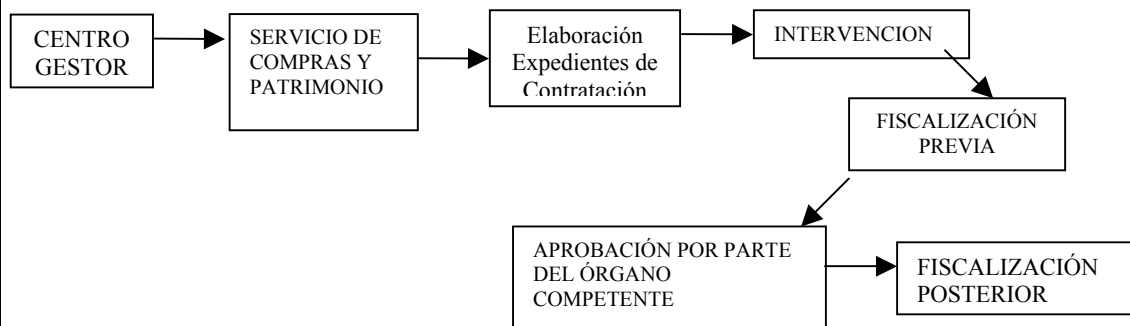 CENTRO
GESTOR
SERVICIO DE
COMPRAS Y
PATRIMONIO
Elaboración
Expedientes de
Contratación
INTERVENCION
FISCALIZACIÓN
PREVIA
APROBACIÓN POR PARTE
DEL ÓRGANO
COMPETENTE
FISCALIZACIÓN
POSTERIOR